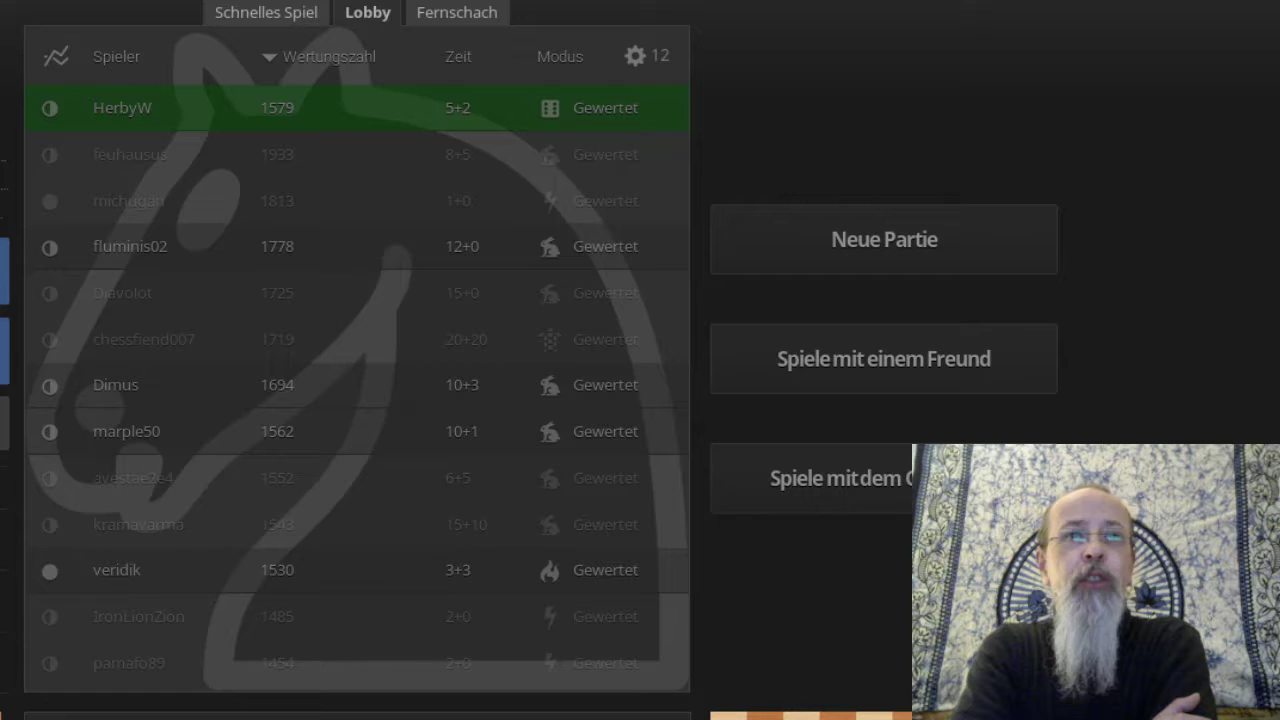 Schnelles Spiel Lobby Fernschach
Spieler Wertungszahl Zeit Modus 12
HerbyW 1579 5+2 Gewertet
feuhausus 1933 8+5 Gewertet
michugan 1813 1+0 Gewertet
fluminis02 1778 12+0 Gewertet
Diavolot 1725 15+0 Gewertet
chessfiend007 1719 20+20 Gewertet
Dimus 1694 10+3 Gewertet
marple50 1562 10+1 Gewertet
avestae2e4 1552 6+5 Gewertet
kramavarma 1543 15+10 Gewertet
veridik 1530 3+3 Gewertet
IronLionZion 1485 2+0 Gewertet
pamafo89 1454 2+0 Gewertet
Neue Partie
Spiele mit einem Freund
Spiele mit dem